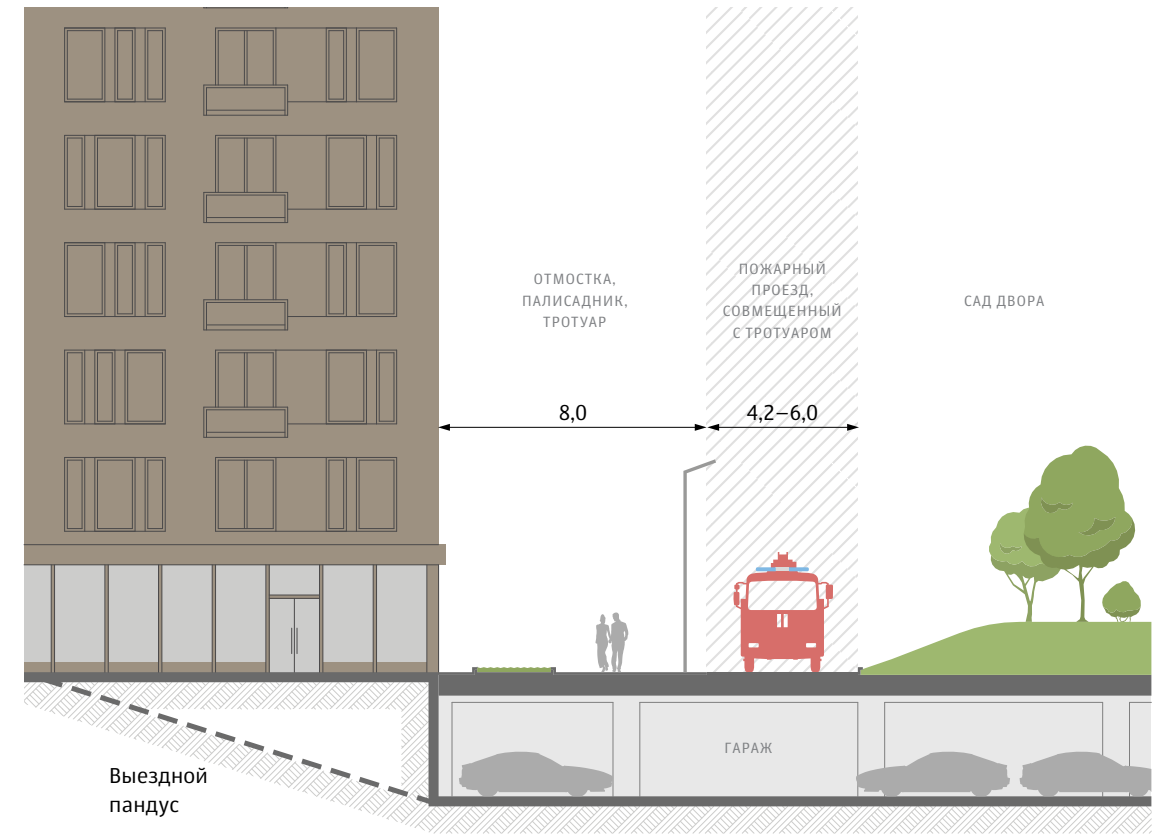 ОТМОСТКА,
ПАЛИСАДНИК,
ТРОТУАР
ПОЖАРНЫЙ
ПРОЕЗД,
СОВМЕЩЕННЫЙ
С ТРОТУАРОМ
САД ДВОРА
8,0
4,2–6,0
ГАРАЖ
Выездной
пандус